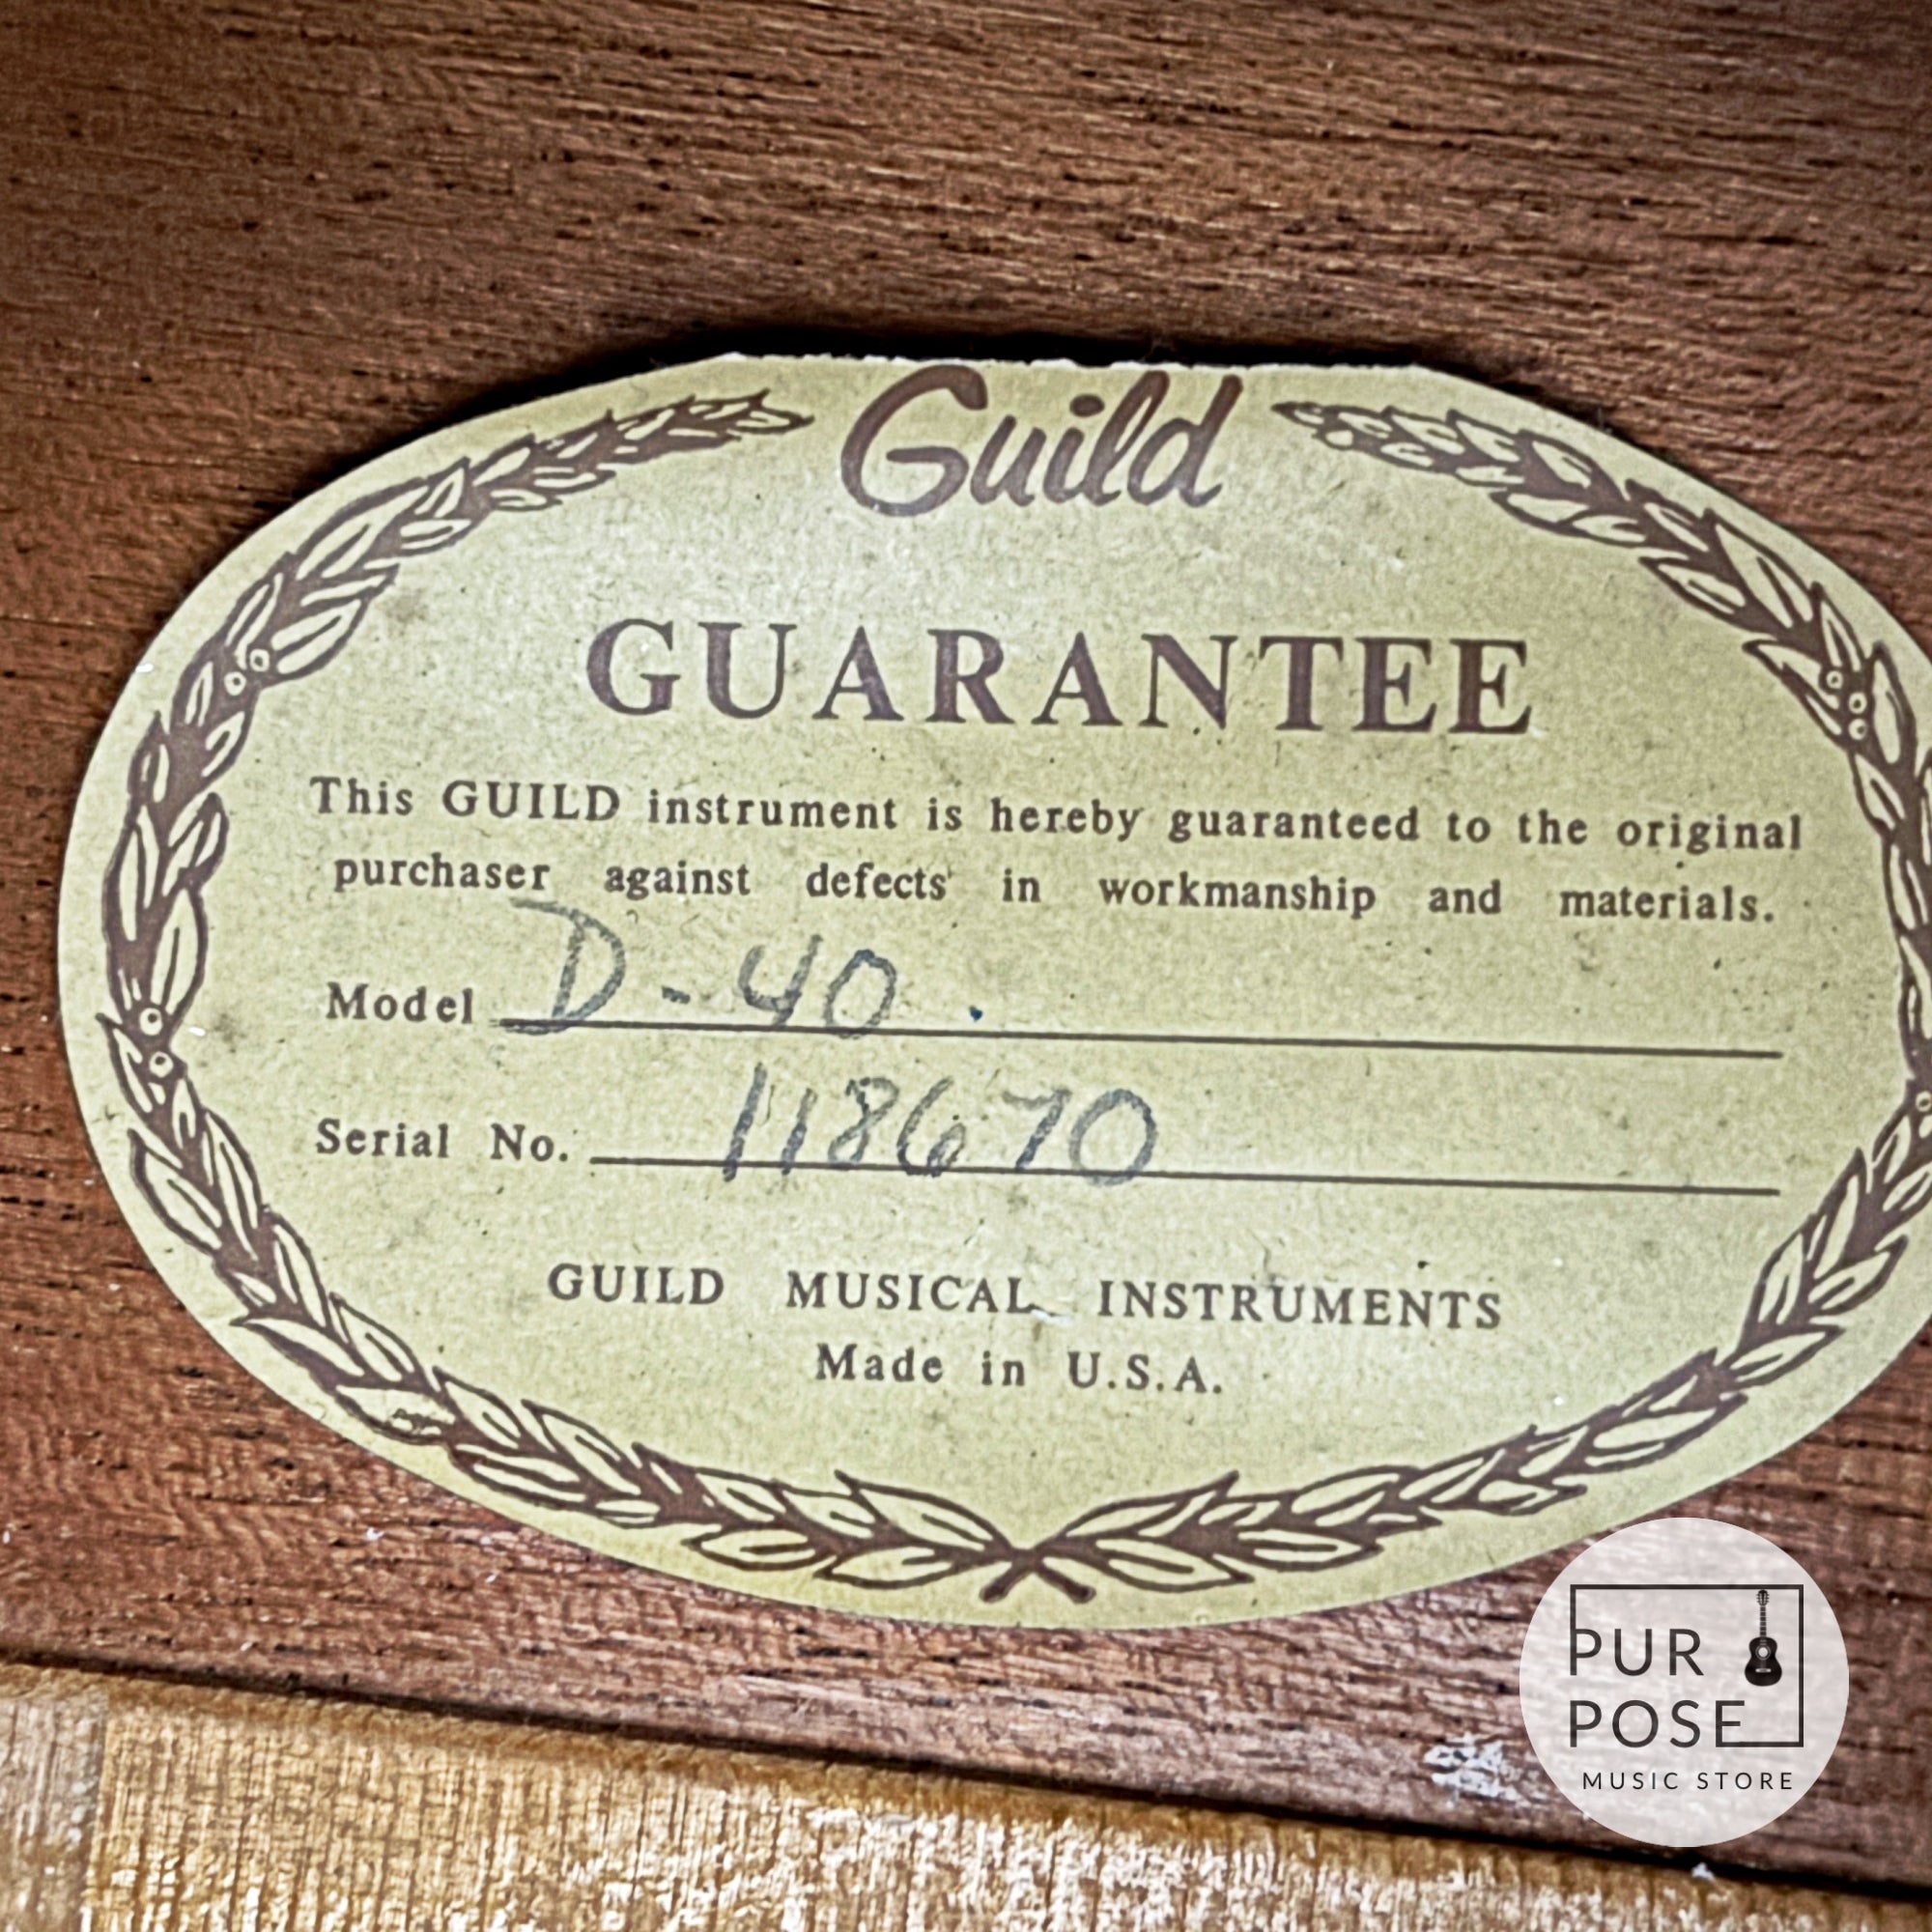 Guild
GUARANTEE
This GUILD instrument is hereby guaranteed to the original
purchaser against defects in workmanship and materials.
Model D-40.
Serial No. 118670
GUILD MUSICAL INSTRUMENTS
Made in U.S.A.
PUR
POSE
MUSIC STORE